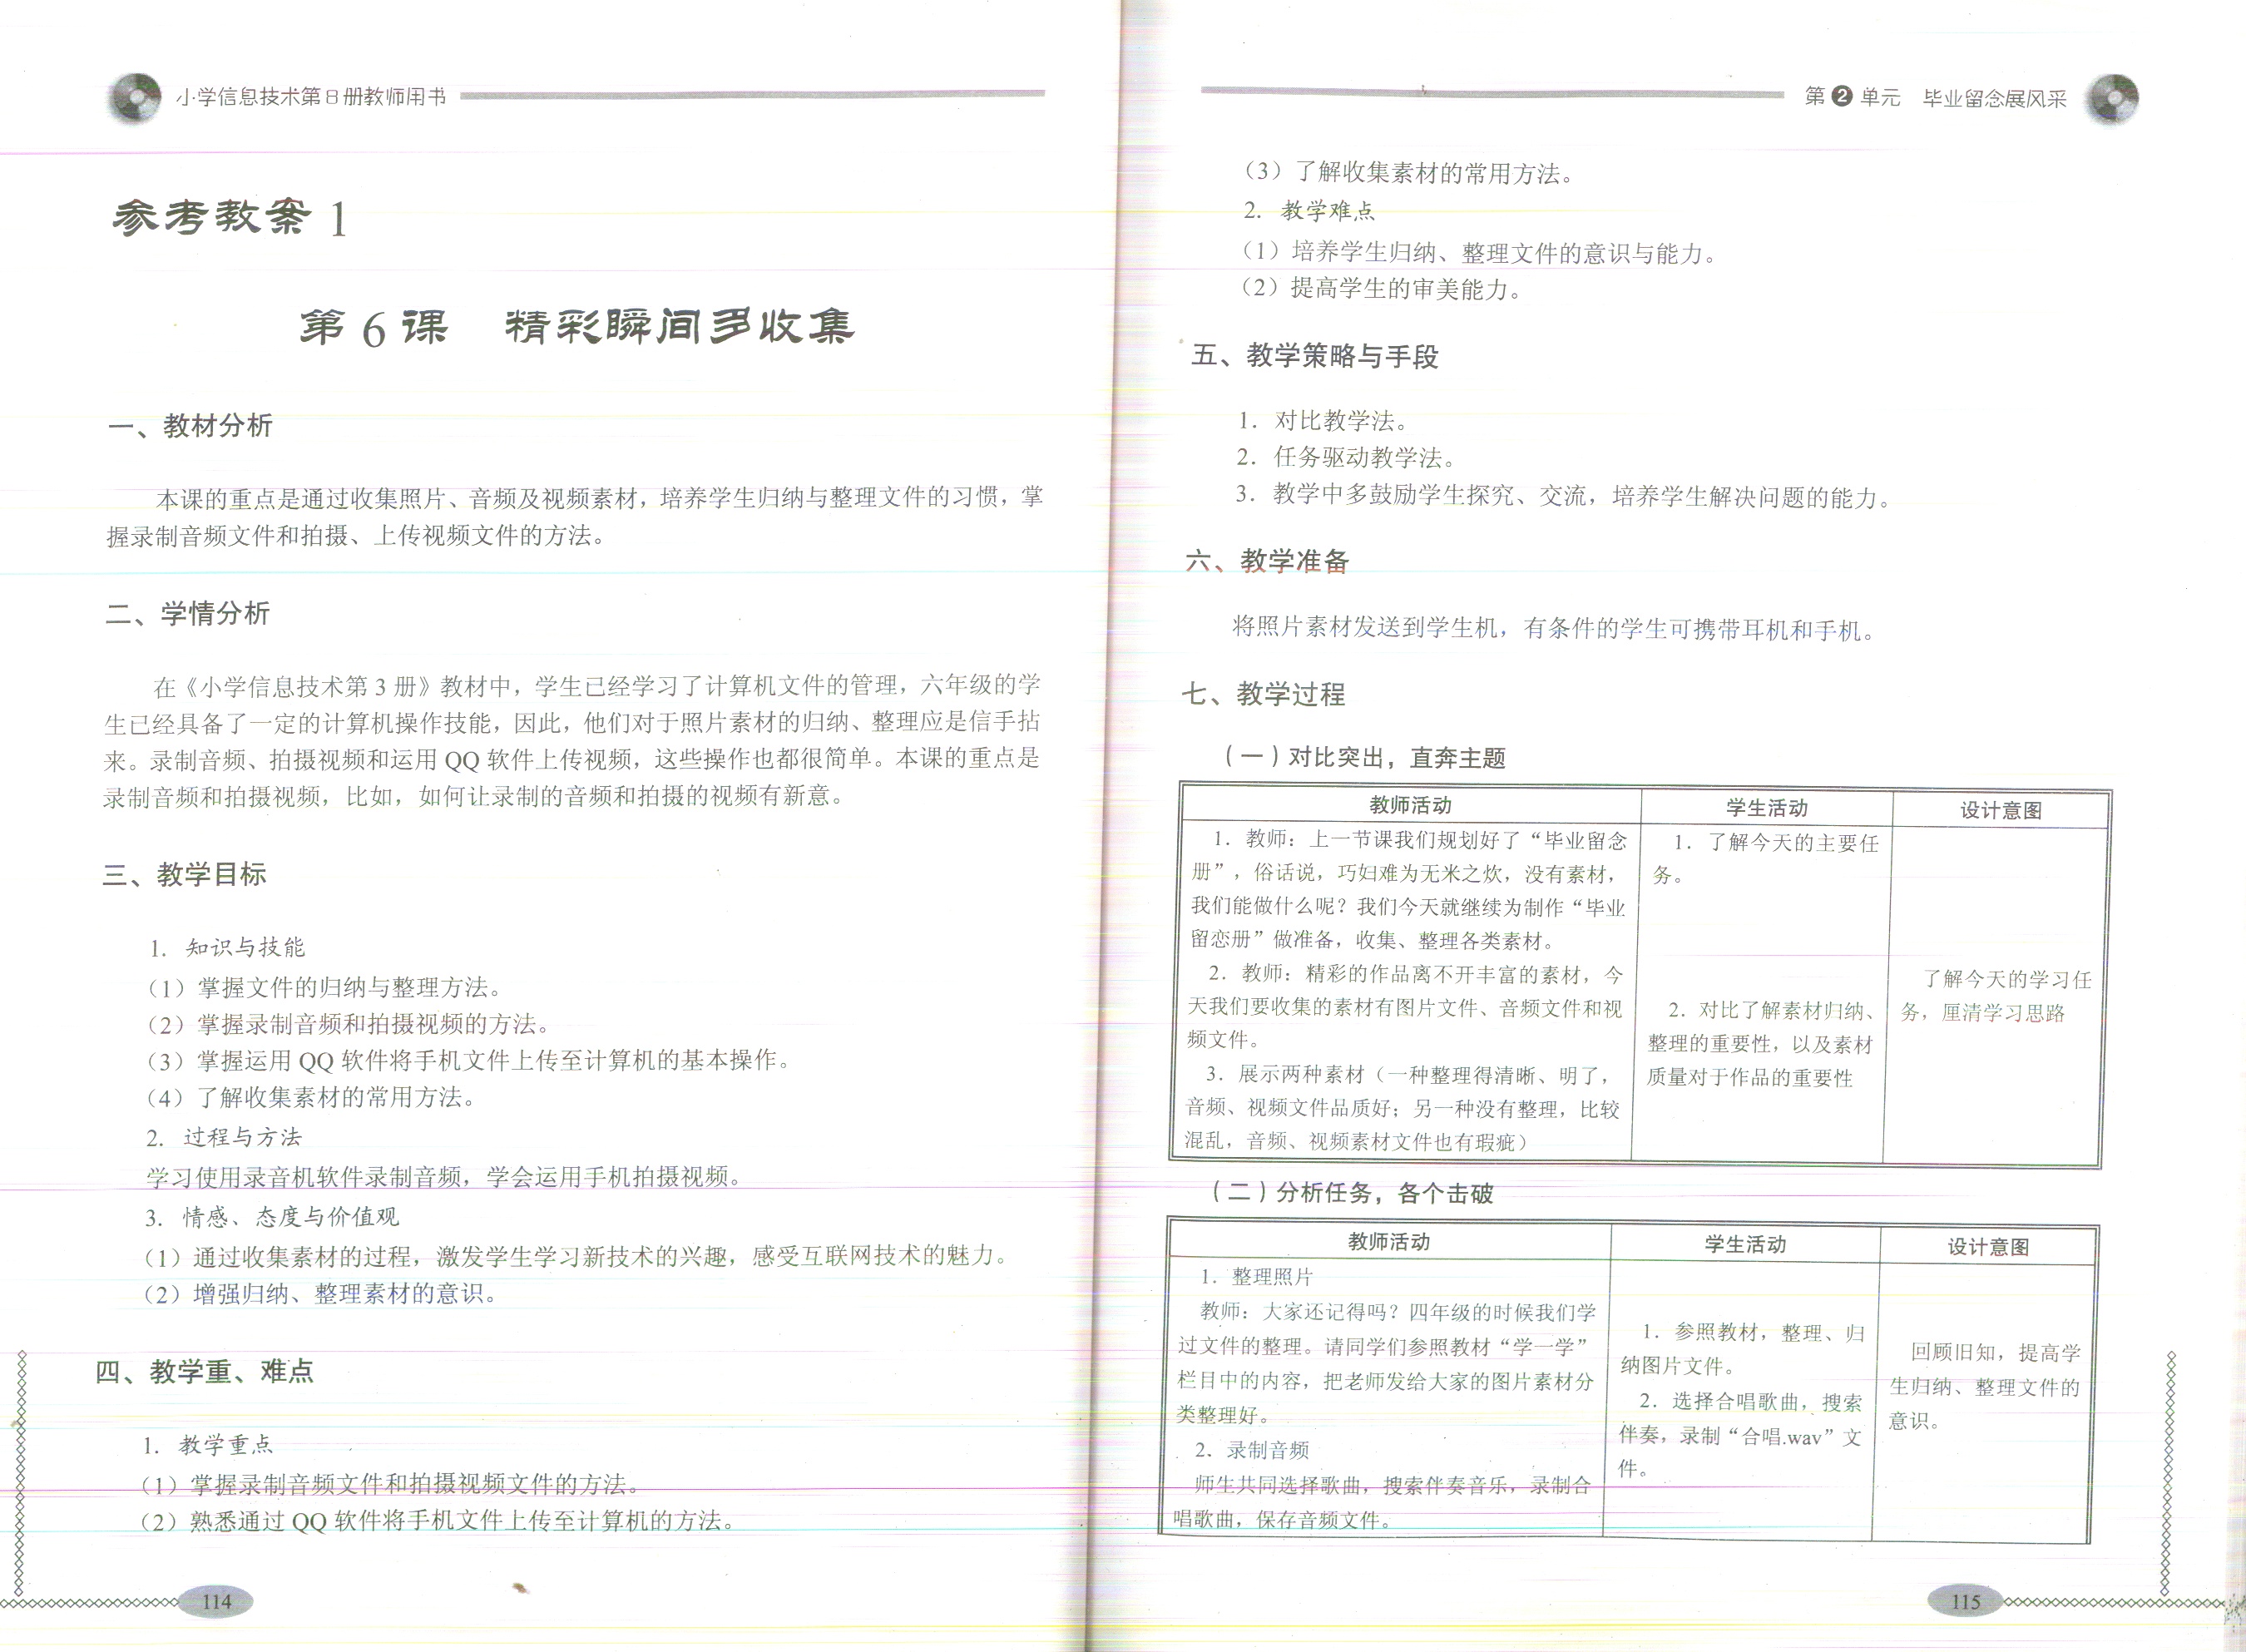 小学信息技术第8册教师用书
参考教案 1
第 6 课　精彩瞬间多收集
一、教材分析
本课的重点是通过收集照片、音频及视频素材，培养学生归纳与整理文件的习惯，掌
握录制音频文件和拍摄、上传视频文件的方法。
二、学情分析
在《小学信息技术第 3 册》教材中，学生已经学习了计算机文件的管理，六年级的学
生已经具备了一定的计算机操作技能，因此，他们对于照片素材的归纳、整理应是信手拈
来。录制音频、拍摄视频和运用 QQ 软件上传视频，这些操作也都很简单。本课的重点是
录制音频和拍摄视频，比如，如何让录制的音频和拍摄的视频有新意。
三、教学目标
1. 知识与技能
（1）掌握文件的归纳与整理方法。
（2）掌握录制音频和拍摄视频的方法。
（3）掌握运用 QQ 软件将手机文件上传至计算机的基本操作。
（4）了解收集素材的常用方法。
2. 过程与方法
学习使用录音机软件录制音频，学会运用手机拍摄视频。
3. 情感、态度与价值观
（1）通过收集素材的过程，激发学生学习新技术的兴趣，感受互联网技术的魅力。
（2）增强归纳、整理素材的意识。
四、教学重、难点
1. 教学重点
（1）掌握录制音频文件和拍摄视频文件的方法。
（2）熟悉通过 QQ 软件将手机文件上传至计算机的方法。
114
第 2 单元　毕业留念展风采
（3）了解收集素材的常用方法。
2. 教学难点
（1）培养学生归纳、整理文件的意识与能力。
（2）提高学生的审美能力。
五、教学策略与手段
1. 对比教学法。
2. 任务驱动教学法。
3. 教学中多鼓励学生探究、交流，培养学生解决问题的能力。
六、教学准备
将照片素材发送到学生机，有条件的学生可携带耳机和手机。
七、教学过程
（一）对比突出，直奔主题
教师活动
学生活动
设计意图
1. 教师：上一节课我们规划好了“毕业留念
册”，俗话说，巧妇难为无米之炊，没有素材，
我们能做什么呢？我们今天就继续为制作“毕业
留恋册”做准备，收集、整理各类素材。
2. 教师：精彩的作品离不开丰富的素材，今
天我们要收集的素材有图片文件、音频文件和视
频文件。
3. 展示两种素材（一种整理得清晰、明了，
音频、视频文件品质好；另一种没有整理，比较
混乱，音频、视频素材文件也有瑕疵）
1. 了解今天的主要任
务。
2. 对比了解素材归纳、
整理的重要性，以及素材
质量对于作品的重要性
了解今天的学习任
务，厘清学习思路
（二）分析任务，各个击破
教师活动
学生活动
设计意图
1. 整理照片
教师：大家还记得吗？四年级的时候我们学
过文件的整理。请同学们参照教材“学一学”
栏目中的内容，把老师发给大家的图片素材分
类整理好。
2. 录制音频
师生共同选择歌曲，搜索伴奏音乐，录制合
唱歌曲，保存音频文件。
1. 参照教材，整理、归
纳图片文件。
2. 选择合唱歌曲，搜索
伴奏，录制“合唱.wav”文
件。
回顾旧知，提高学
生归纳、整理文件的
意识。
115